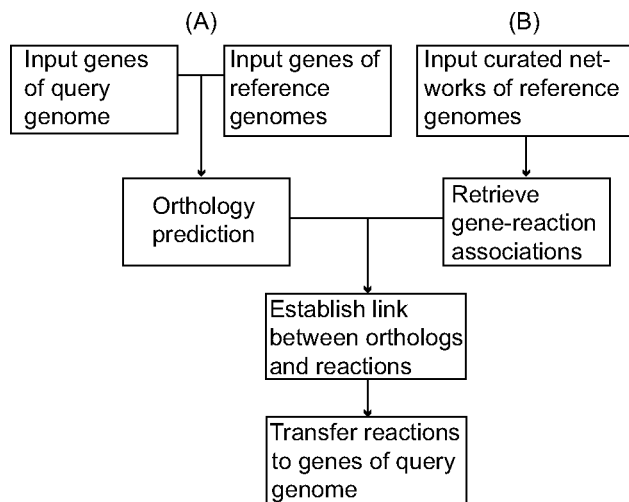 (A)
(B)
Input genes
of query
genome
Input genes of
reference
genomes
Input curated net-
works of reference
genomes
Orthology
prediction
Retrieve
gene-reaction
associations
Establish link
between orthologs
and reactions
Transfer reactions
to genes of query
genome